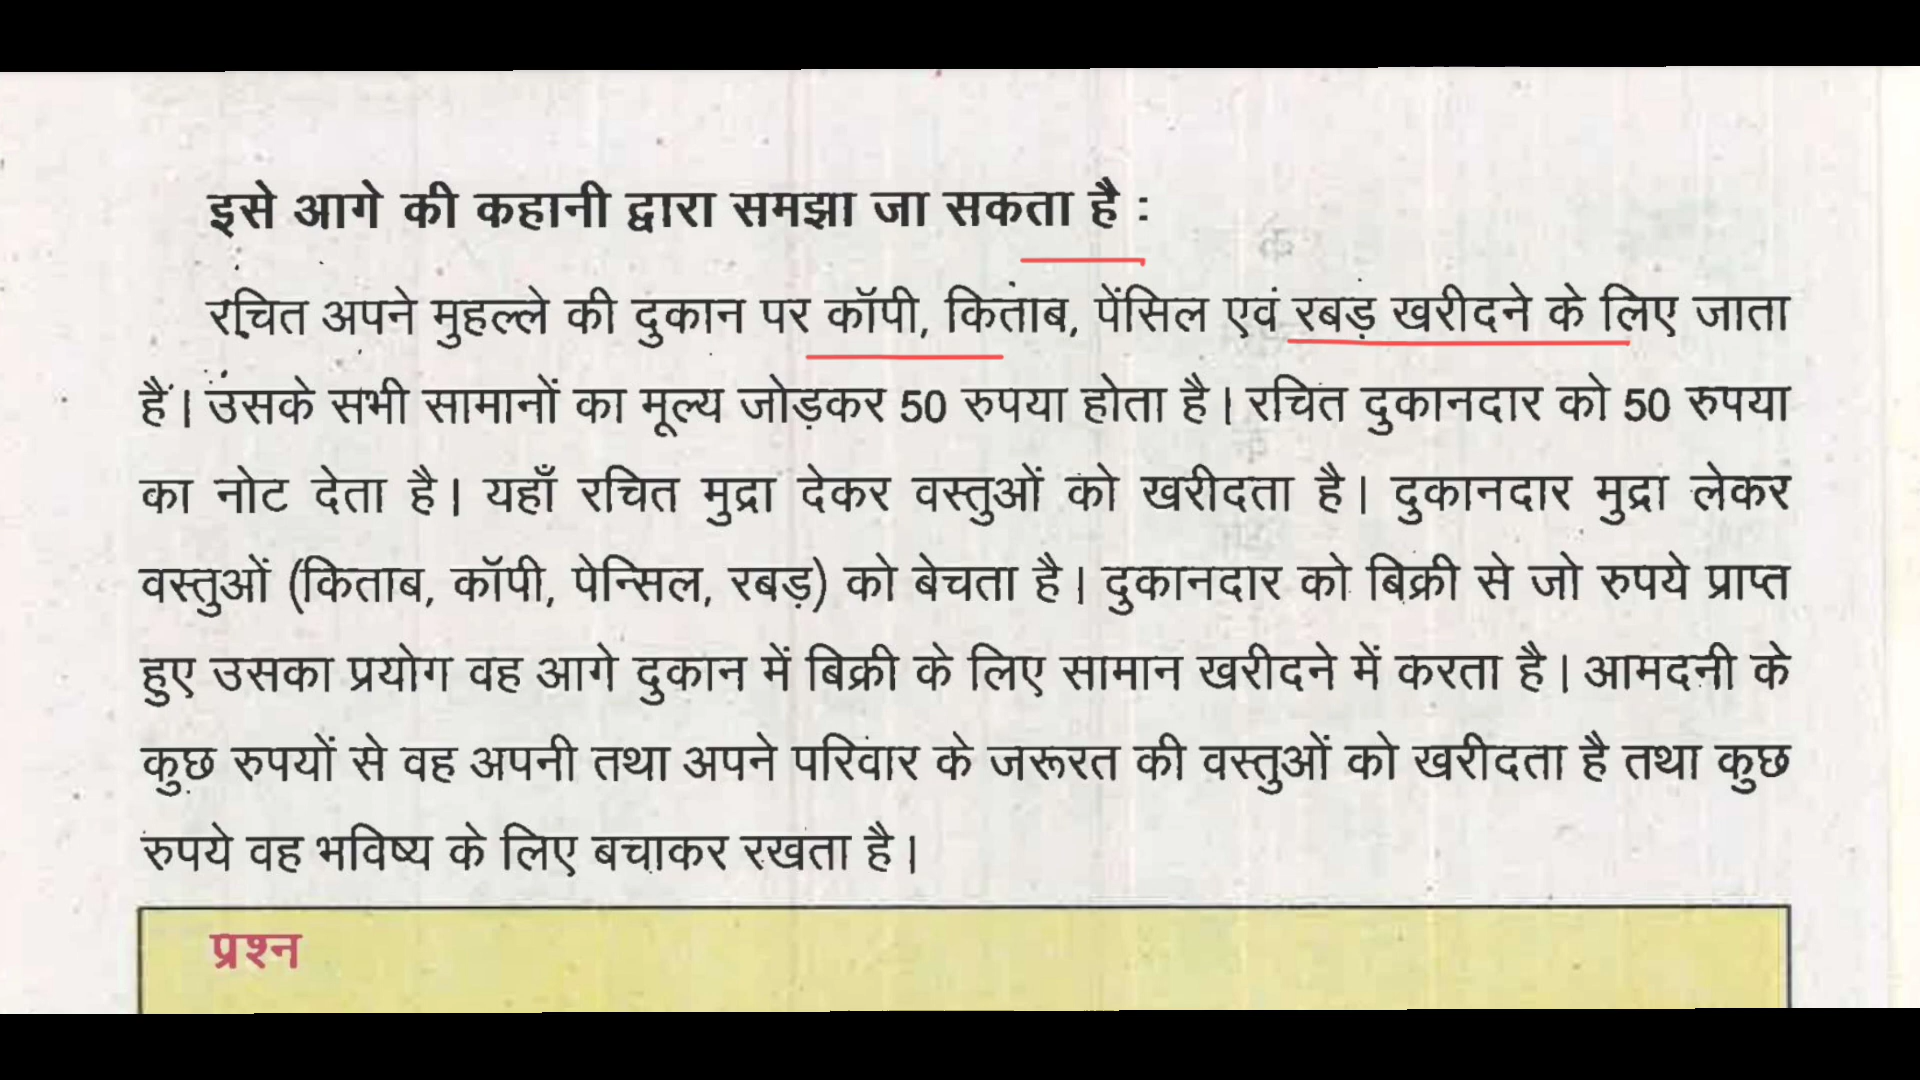 इसे आगे की कहानी द्वारा समझा जा सकता है :
रचित अपने मुहल्ले की दुकान पर कॉपी, किताब, पेंसिल एवं रबड़ खरीदने के लिए जाता
है। उसके सभी सामानों का मूल्य जोड़कर 50 रुपया होता है। रचित दुकानदार को 50 रुपया
का नोट देता है। यहाँ रचित मुद्रा देकर वस्तुओं को खरीदता है। दुकानदार मुद्रा लेकर
वस्तुओं (किताब, कॉपी, पेन्सिल, रबड़) को बेचता है। दुकानदार को बिक्री से जो रुपये प्राप्त
हुए उसका प्रयोग वह आगे दुकान में बिक्री के लिए सामान खरीदने में करता है। आमदनी के
कुछ रुपयों से वह अपनी तथा अपने परिवार के जरूरत की वस्तुओं को खरीदता है तथा कुछ
रुपये वह भविष्य के लिए बचाकर रखता है।
प्रश्न